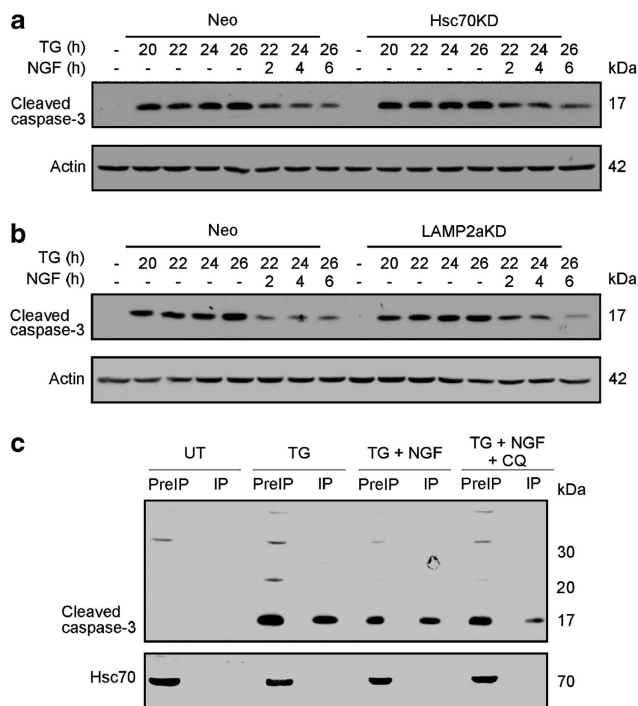 a
Neo Hsc70KD
TG (h) - 20 22 24 26 22 24 26 - 20 22 24 26 22 24 26
NGF (h) - - - - - 2 4 6 - - - - - 2 4 6 kDa
Cleaved caspase-3 17
Actin 42
b
Neo LAMP2aKD
TG (h) - 20 22 24 26 22 24 26 - 20 22 24 26 22 24 26
NGF (h) - - - - - 2 4 6 - - - - - 2 4 6 kDa
Cleaved caspase-3 17
Actin 42
c
UT TG TG + NGF TG + NGF + CQ
PreIP IP PreIP IP PreIP IP PreIP IP kDa
30
20
Cleaved caspase-3 17
Hsc70 70